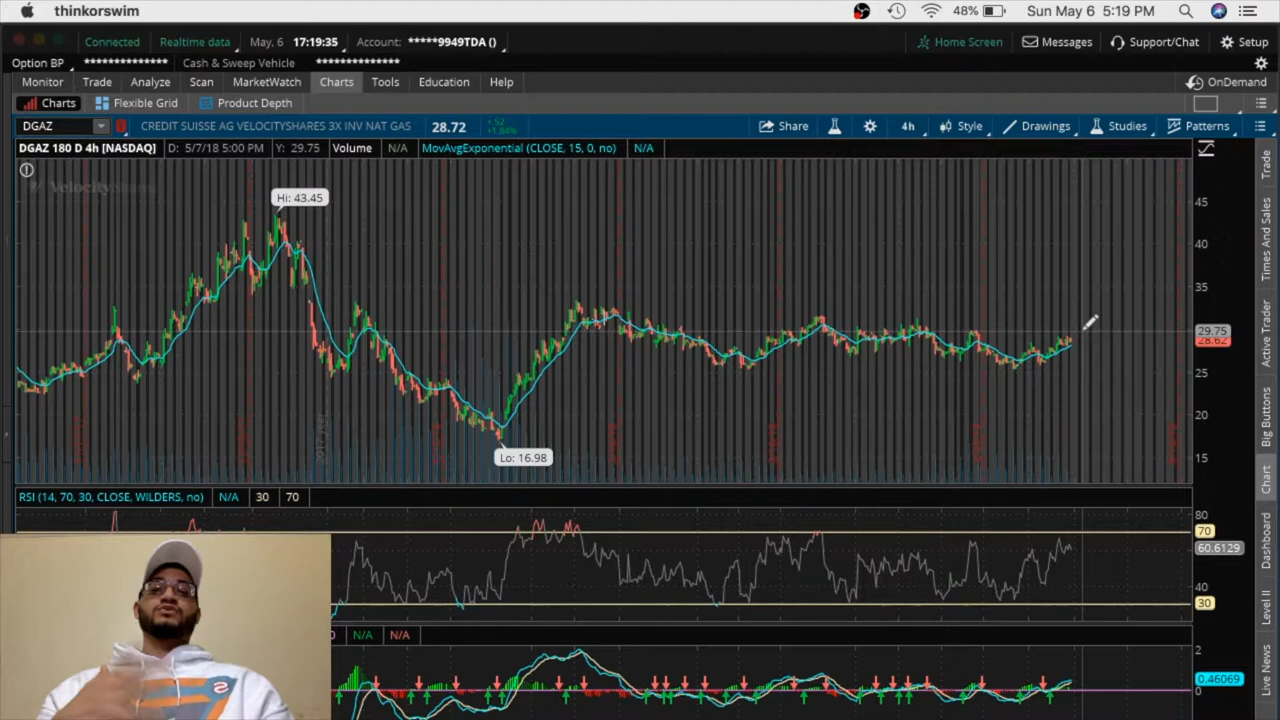 thinkorswim 48% Sun May 6 5:19 PM
Connected Realtime data May, 6 17:19:35 Account: *****9949TDA () Home Screen Messages Support/Chat Setup
Option BP ************** Cash & Sweep Vehicle **************
Monitor Trade Analyze Scan MarketWatch Charts Tools Education Help OnDemand
Charts Flexible Grid Product Depth
DGAZ CREDIT SUISSE AG VELOCITYSHARES 3X INV NAT GAS 28.72 +.52 +1.84% Share 4h Style Drawings Studies Patterns
DGAZ 180 D 4h [NASDAQ] D: 5/7/18 5:00 PM Y: 29.75 Volume N/A MovAvgExponential (CLOSE, 15, 0, no) N/A
VelocityShares
Hi: 43.45
45
40
35
29.75
28.62
25
20
Lo: 16.98
15
RSI (14, 70, 30, CLOSE, WILDERS, no) N/A 30 70
80
70
60.6129
40
30
N/A N/A
2
0.46069
0
Trade
Times And Sales
Active Trader
Big Buttons
Chart
Dashboard
Level II
Live News